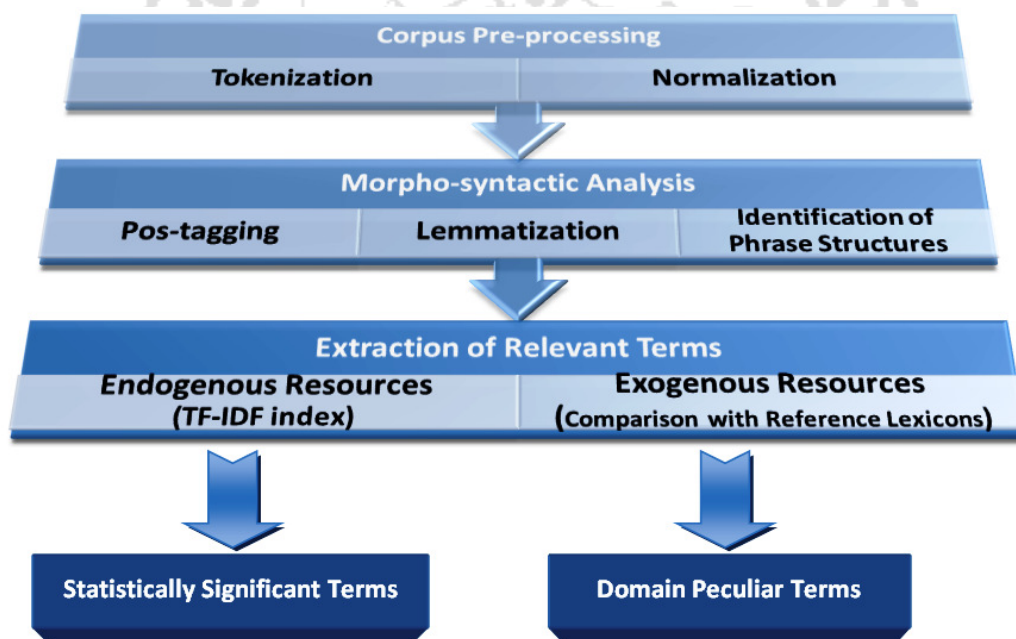 Corpus Pre-processing
Tokenization
Normalization
Morpho-syntactic Analysis
Pos-tagging
Lemmatization
Identification of
Phrase Structures
Extraction of Relevant Terms
Endogenous Resources
(TF-IDF index)
Exogenous Resources
(Comparison with Reference Lexicons)
Statistically Significant Terms
Domain Peculiar Terms